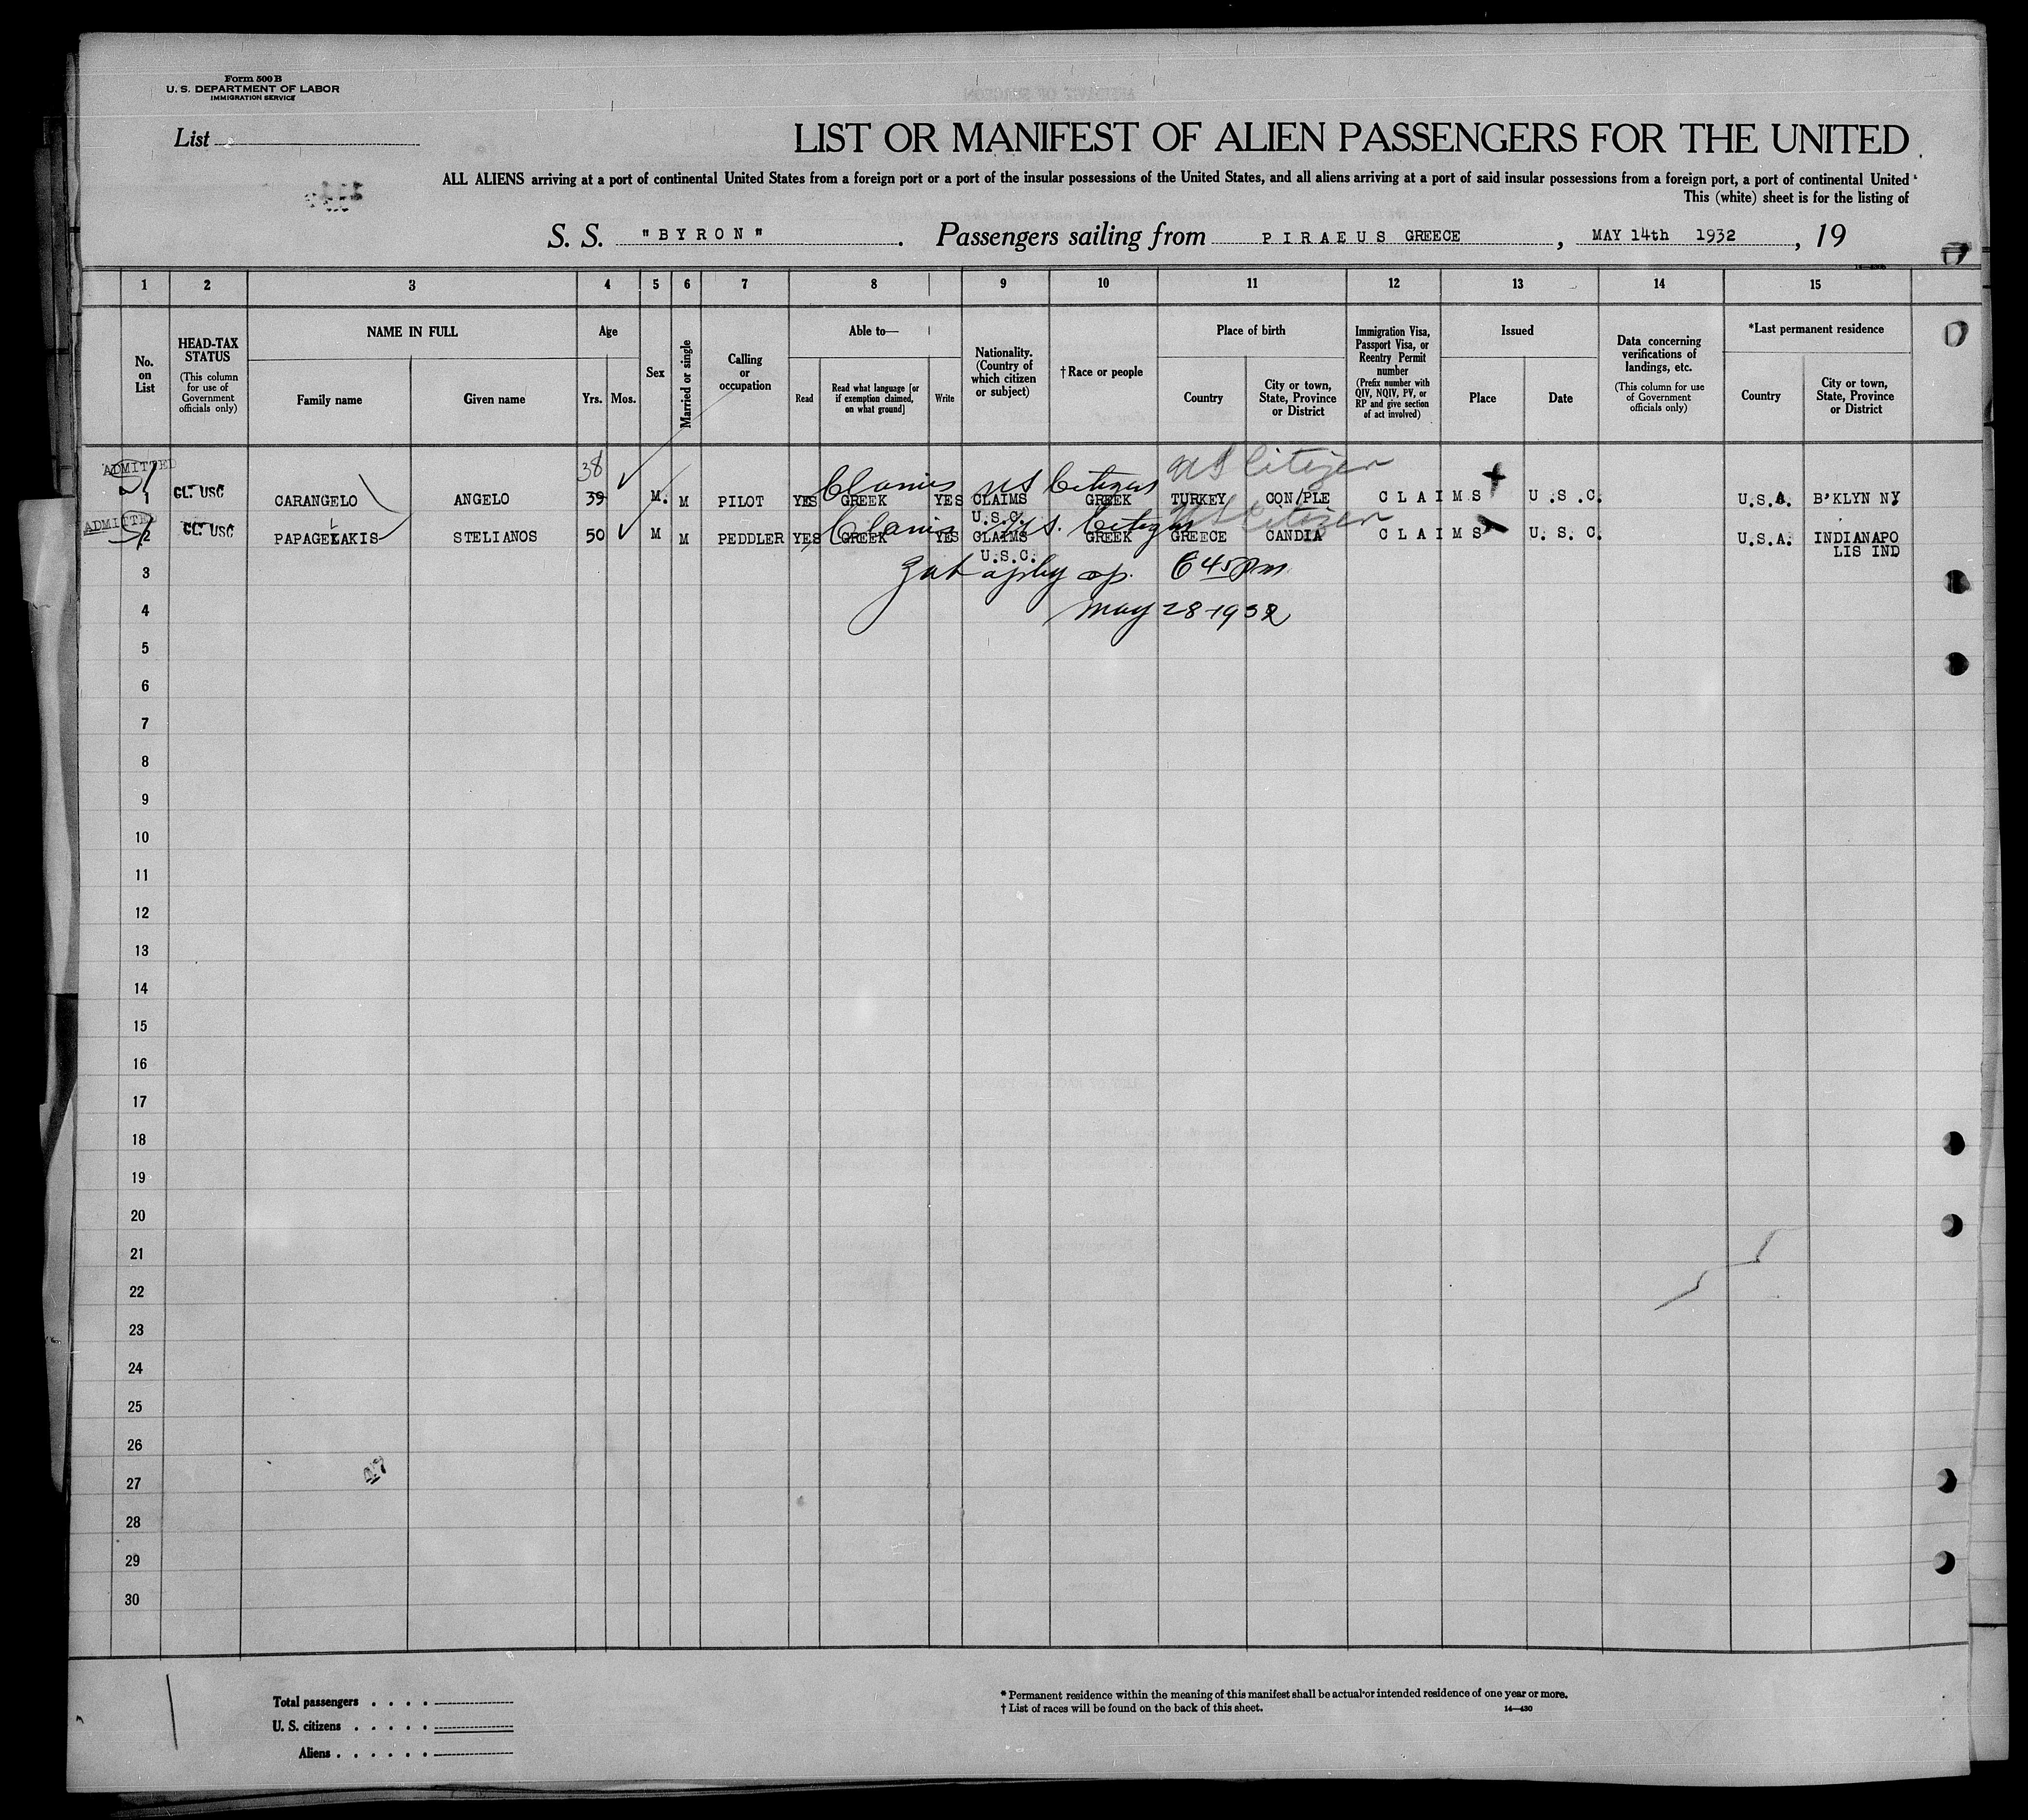 Form 500 B
U. S. DEPARTMENT OF LABOR
IMMIGRATION SERVICE
List
LIST OR MANIFEST OF ALIEN PASSENGERS FOR THE UNITED
ALL ALIENS arriving at a port of continental United States from a foreign port or a port of the insular possessions of the United States, and all aliens arriving at a port of said insular possessions from a foreign port, a port of continental United
This (white) sheet is for the listing of
S. S. "BYRON". Passengers sailing from PIRAEUS GREECE, MAY 14th 1932, 19
1 2 3 4 5 6 7 8 9 10 11 12 13 14 15
No. on List
HEAD-TAX STATUS
(This column for use of Government officials only)
NAME IN FULL
Family name
Given name
Age
Yrs. Mos.
Sex
Married or single
Calling or occupation
Able to—
Read
Read what language [or if exemption claimed, on what ground]
Write
Nationality. (Country of which citizen or subject)
† Race or people
Place of birth
Country
City or town, State, Province or District
Immigration Visa, Passport Visa, or Reentry Permit number
(Prefix number with QIV, NQIV, PV, or RP and give section of act involved)
Issued
Place
Date
Data concerning verifications of landings, etc.
(This column for use of Government officials only)
*Last permanent residence
Country
City or town, State, Province or District
ADMITTED
38
Claims US Citizens US Citizen
1 CL. USC CARANGELO ANGELO 39 M. M PILOT YES GREEK YES CLAIMS U.S.C. GREEK TURKEY CON/PLE CLAIMS U.S.C. U.S.A. B'KLYN NY
ADMITTED
Claims U.S. Citizen US Citizen
2 CL. USC PAPAGELAKIS STELIANOS 50 M M PEDDLER YES GREEK YES CLAIMS U.S.C. GREEK GREECE CANDIA CLAIMS U.S.C. U.S.A. INDIANAPOLIS IND
3 6 45 pm
4 May 28-1932
5
6
7
8
9
10
11
12
13
14
15
16
17
18
19
20
21
22
23
24
25
26
27
28
29
30
47
Total passengers . . . .
U. S. citizens . . . . .
Aliens . . . . . .
* Permanent residence within the meaning of this manifest shall be actual or intended residence of one year or more.
† List of races will be found on the back of this sheet.
14—430